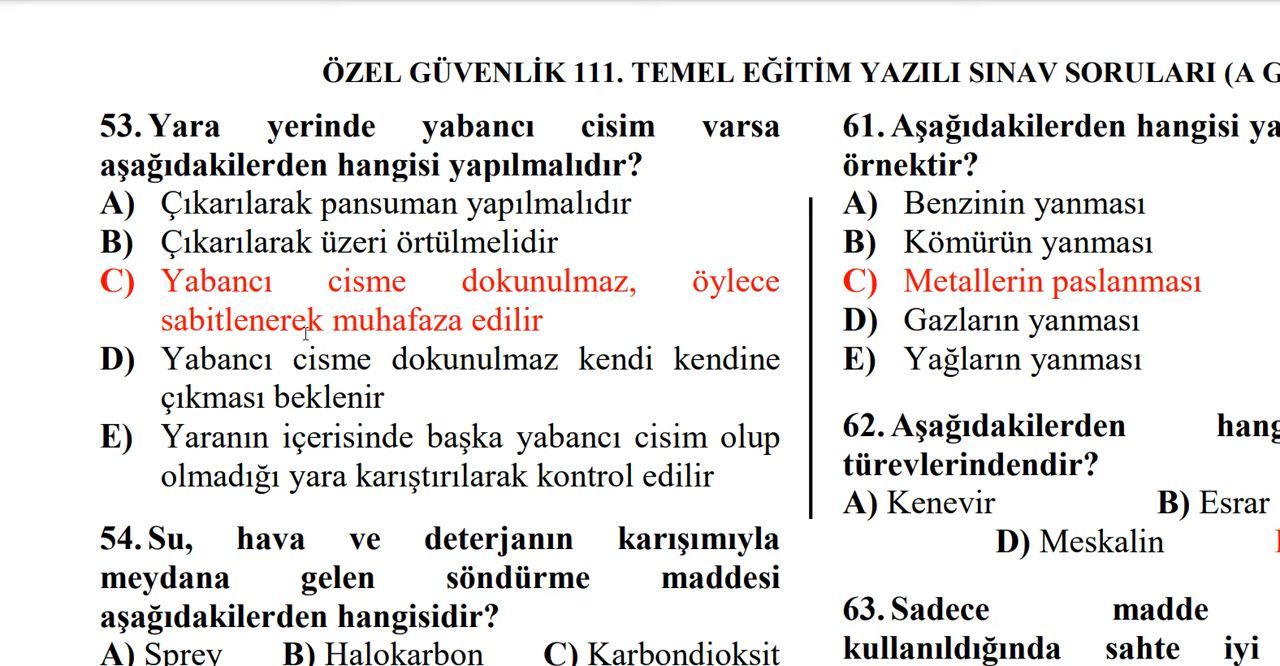 ÖZEL GÜVENLİK 111. TEMEL EĞİTİM YAZILI SINAV SORULARI (A G
53. Yara yerinde yabancı cisim varsa
aşağıdakilerden hangisi yapılmalıdır?
A) Çıkarılarak pansuman yapılmalıdır
B) Çıkarılarak üzeri örtülmelidir
C) Yabancı cisme dokunulmaz, öylece
sabitlenerek muhafaza edilir
D) Yabancı cisme dokunulmaz kendi kendine
çıkması beklenir
E) Yaranın içerisinde başka yabancı cisim olup
olmadığı yara karıştırılarak kontrol edilir
54. Su, hava ve deterjanın karışımıyla
meydana gelen söndürme maddesi
aşağıdakilerden hangisidir?
A) Sprey B) Halokarbon C) Karbondioksit
61. Aşağıdakilerden hangisi ya
örnektir?
A) Benzinin yanması
B) Kömürün yanması
C) Metallerin paslanması
D) Gazların yanması
E) Yağların yanması
62. Aşağıdakilerden hang
türevlerindendir?
A) Kenevir B) Esrar
D) Meskalin
63. Sadece madde
kullanıldığında sahte iyi